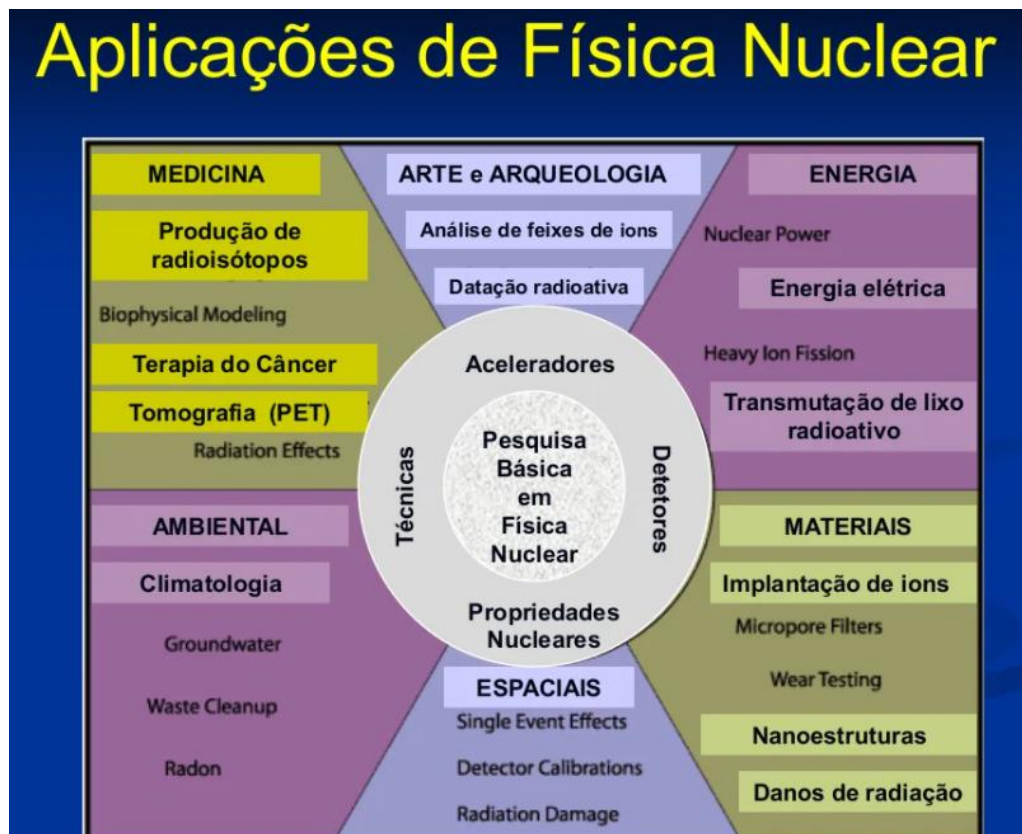 Aplicações de Física Nuclear
MEDICINA
Produção de
radioisótopos
Biophysical Modeling
Terapia do Câncer
Tomografia (PET)
Radiation Effects
ARTE e ARQUEOLOGIA
Análise de feixes de ions
Datação radioativa
ENERGIA
Nuclear Power
Energia elétrica
Heavy Ion Fission
Transmutação de lixo
radioativo
Aceleradores
Técnicas
Pesquisa
Básica
em
Física
Nuclear
Detetores
Propriedades
Nucleares
AMBIENTAL
Climatologia
Groundwater
Waste Cleanup
Radon
ESPACIAIS
Single Event Effects
Detector Calibrations
Radiation Damage
MATERIAIS
Implantação de ions
Micropore Filters
Wear Testing
Nanoestruturas
Danos de radiação